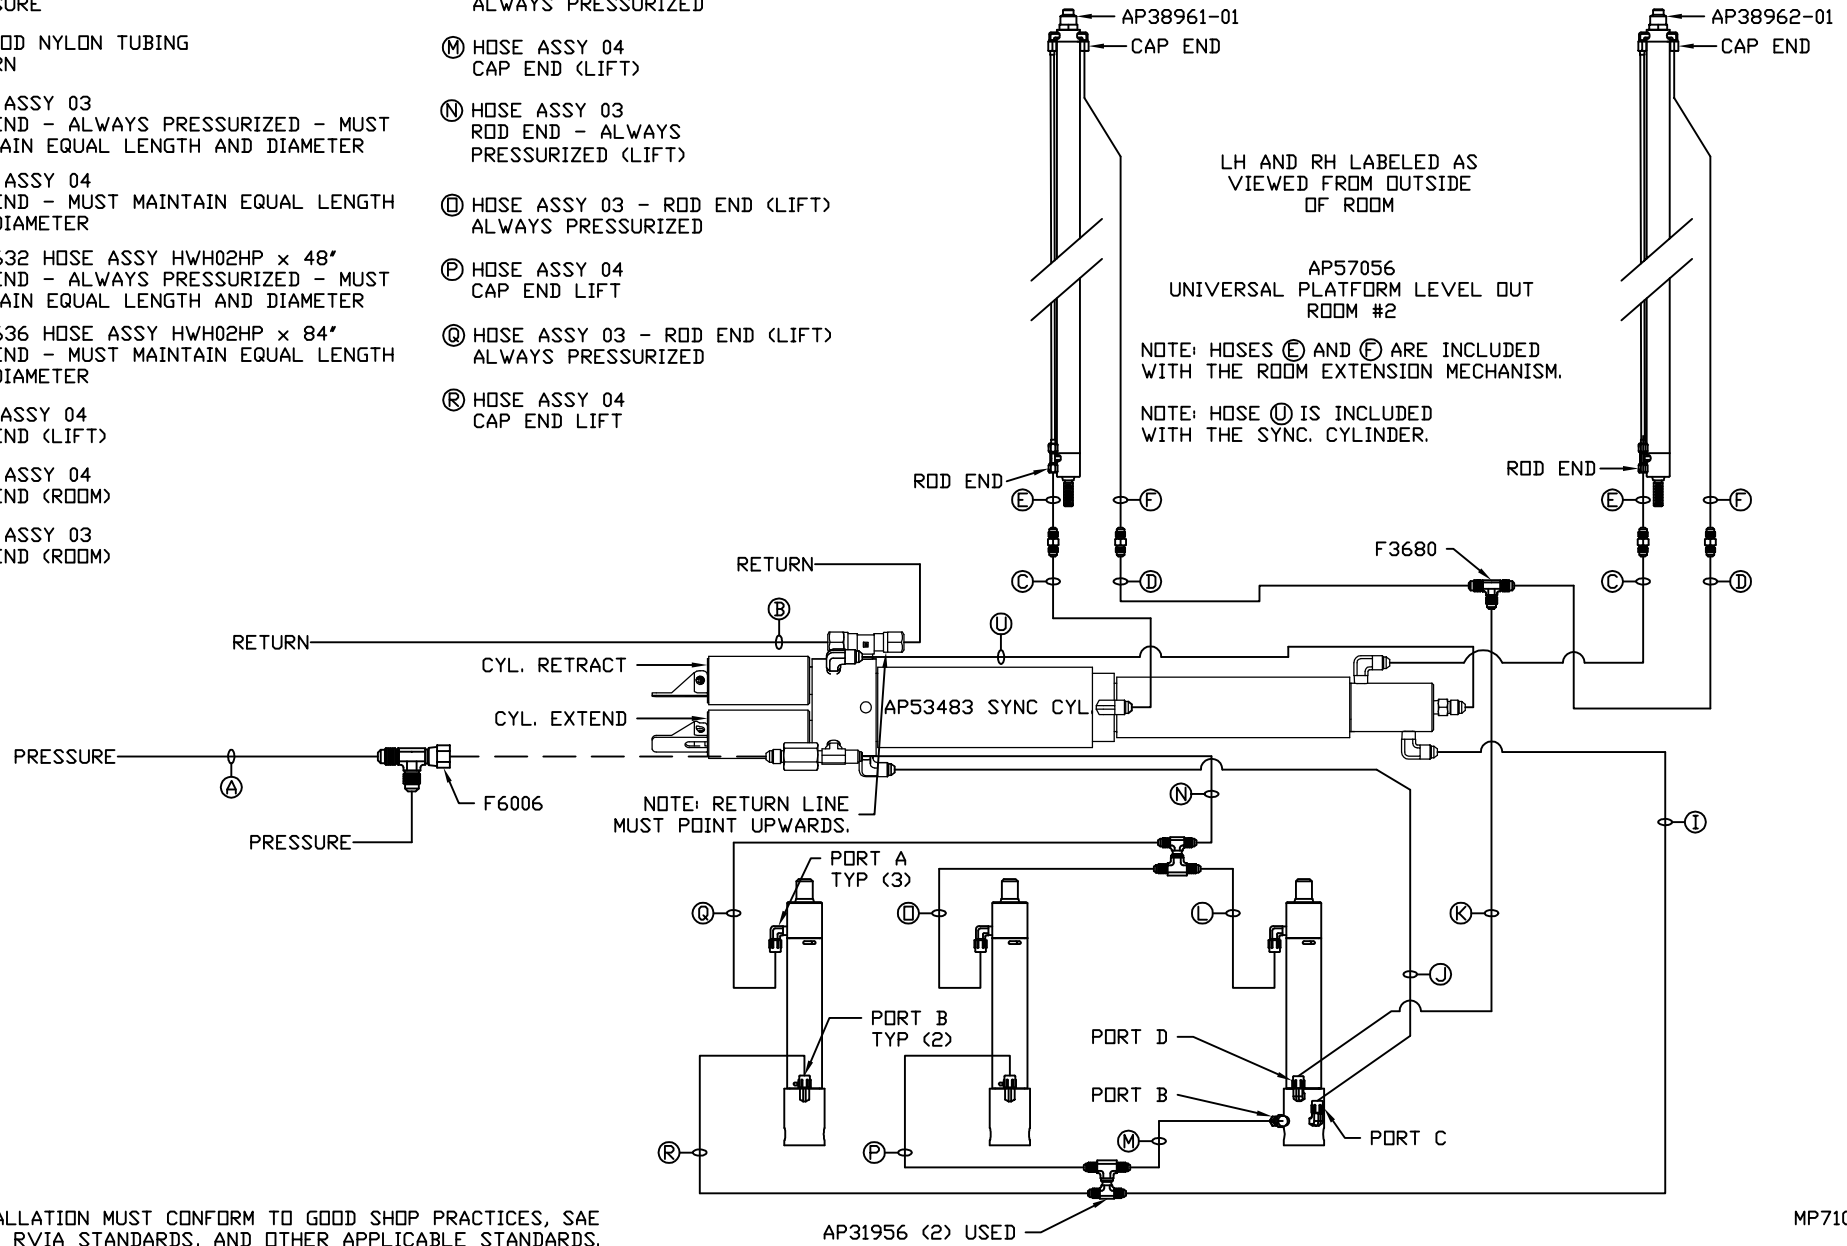 SURE
OD NYLON TUBING
RN
ASSY 03
END - ALWAYS PRESSURIZED - MUST
AIN EQUAL LENGTH AND DIAMETER
ASSY 04
END - MUST MAINTAIN EQUAL LENGTH
DIAMETER
632 HOSE ASSY HWH02HP x 48"
END - ALWAYS PRESSURIZED - MUST
AIN EQUAL LENGTH AND DIAMETER
636 HOSE ASSY HWH02HP x 84"
END - MUST MAINTAIN EQUAL LENGTH
DIAMETER
ASSY 04
END (LIFT)
ASSY 04
END (ROOM)
ASSY 03
END (ROOM)
ALWAYS PRESSURIZED
M HOSE ASSY 04
CAP END (LIFT)
N HOSE ASSY 03
ROD END - ALWAYS
PRESSURIZED (LIFT)
O HOSE ASSY 03 - ROD END (LIFT)
ALWAYS PRESSURIZED
P HOSE ASSY 04
CAP END LIFT
Q HOSE ASSY 03 - ROD END (LIFT)
ALWAYS PRESSURIZED
R HOSE ASSY 04
CAP END LIFT
AP38961-01
CAP END
AP38962-01
CAP END
LH AND RH LABELED AS
VIEWED FROM OUTSIDE
OF ROOM
AP57056
UNIVERSAL PLATFORM LEVEL OUT
ROOM #2
NOTE: HOSES E AND F ARE INCLUDED
WITH THE ROOM EXTENSION MECHANISM.
NOTE: HOSE U IS INCLUDED
WITH THE SYNC. CYLINDER.
ROD END
ROD END
E
F
E
F
F3680
C
D
C
D
RETURN
B
U
RETURN
CYL. RETRACT
CYL. EXTEND
AP53483 SYNC CYL.
PRESSURE
A
F6006
PRESSURE
NOTE: RETURN LINE
MUST POINT UPWARDS.
N
I
PORT A
TYP (3)
Q
O
L
K
J
PORT B
TYP (2)
PORT D
PORT B
PORT C
R
P
M
AP31956 (2) USED
ALLATION MUST CONFORM TO GOOD SHOP PRACTICES, SAE
RVIA STANDARDS, AND OTHER APPLICABLE STANDARDS.
MP710